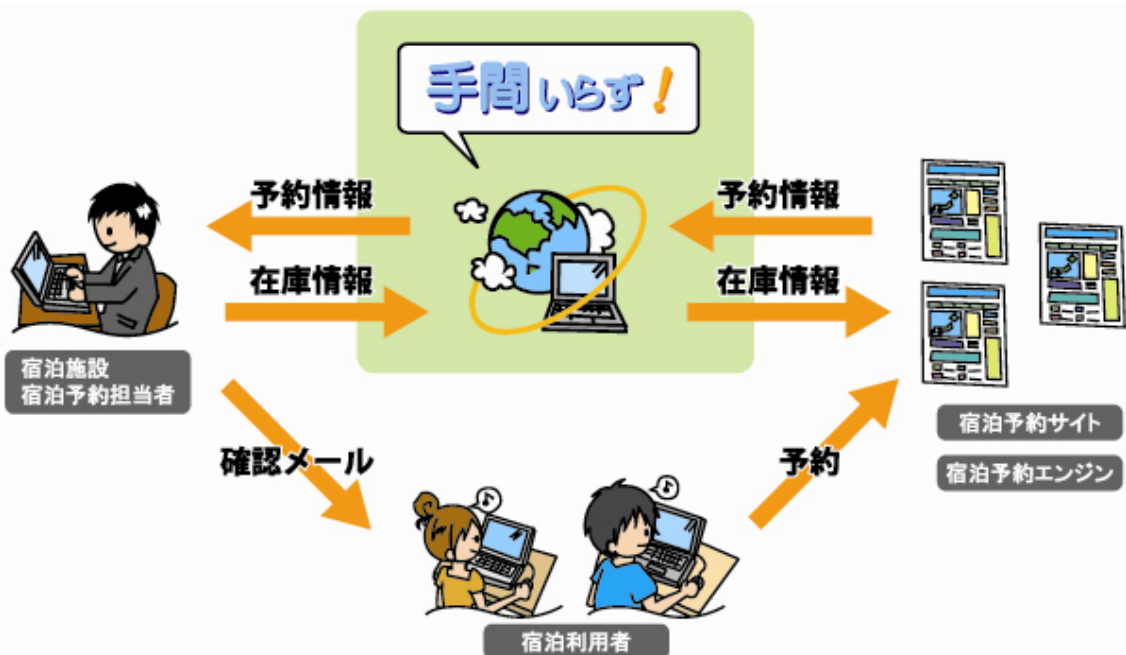 手間いらず！
予約情報
予約情報
在庫情報
在庫情報
宿泊施設
宿泊予約担当者
宿泊予約サイト
宿泊予約エンジン
確認メール
予約
宿泊利用者